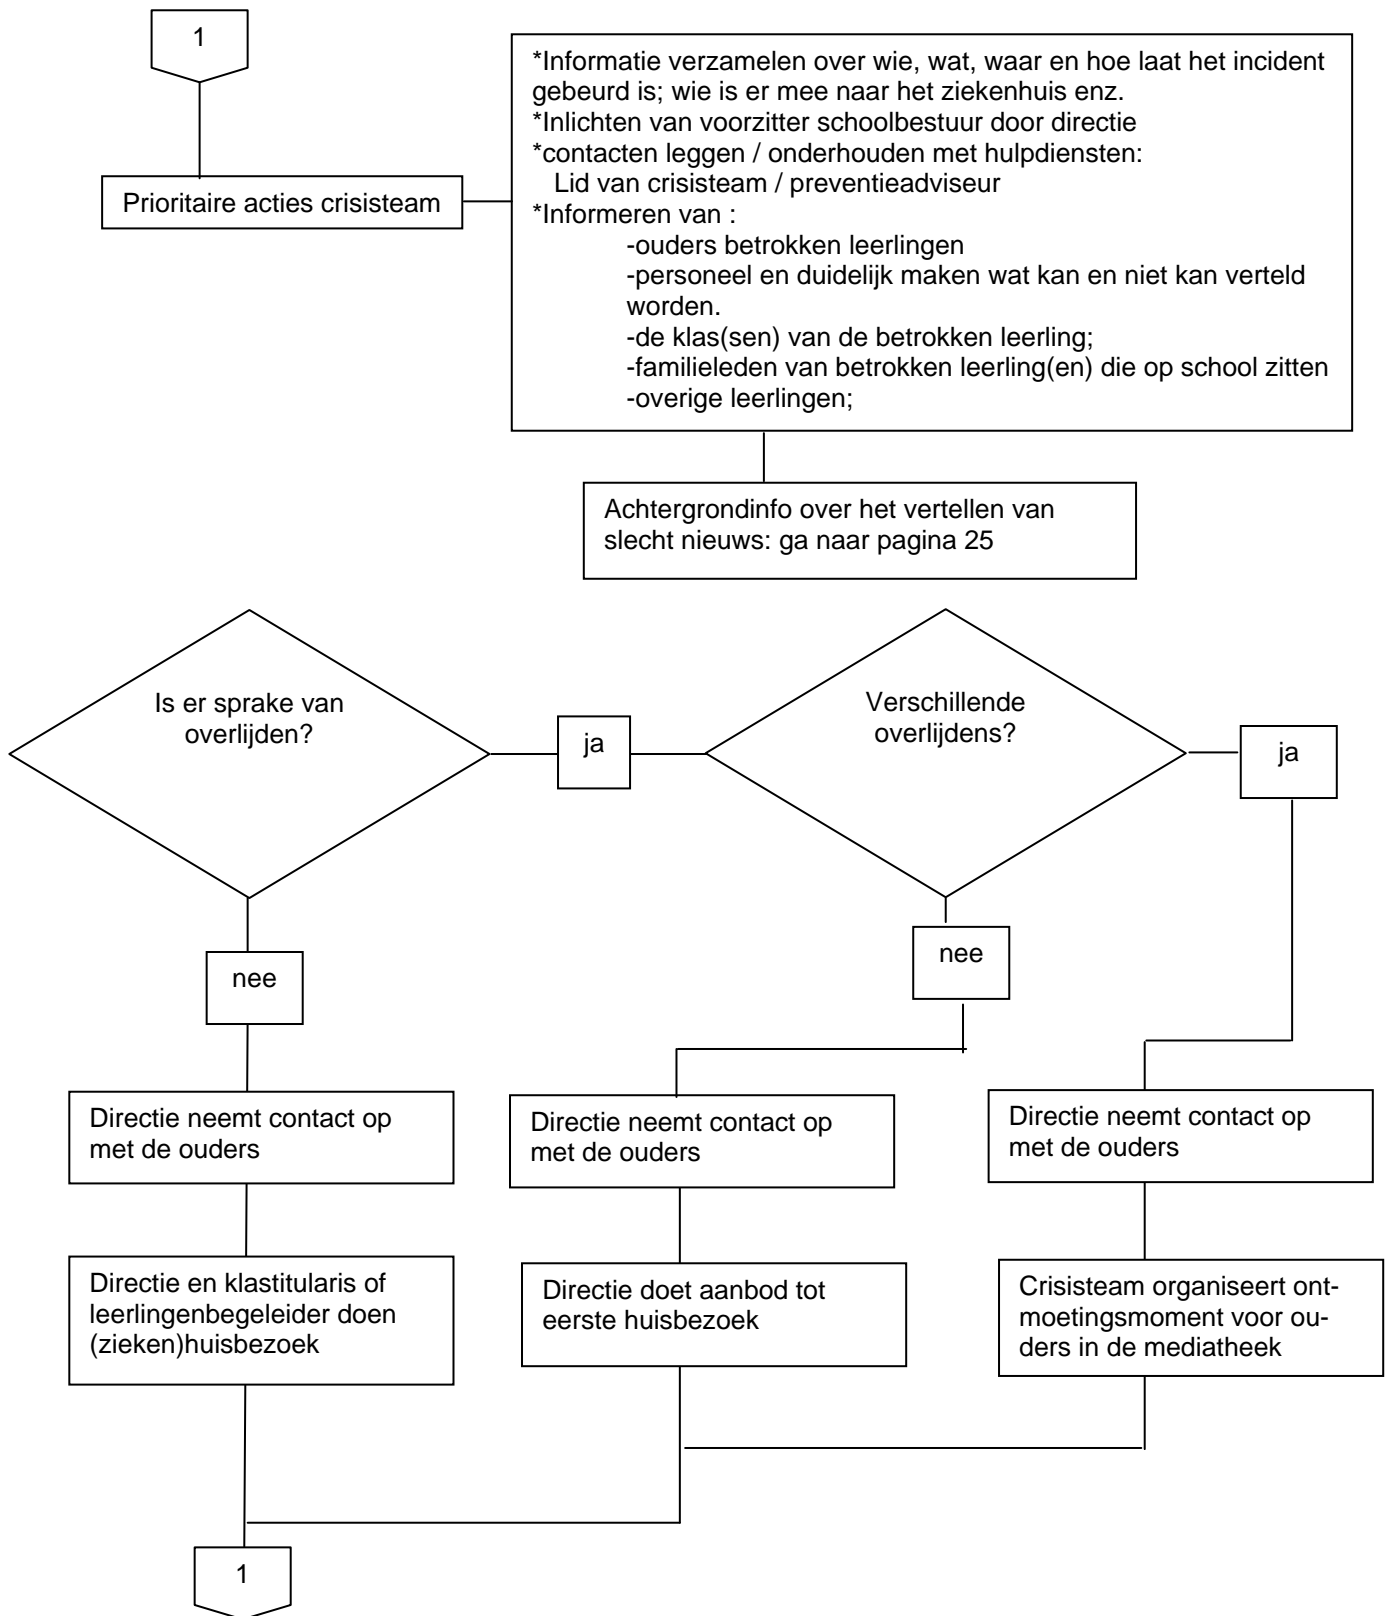 1
*Informatie verzamelen over wie, wat, waar en hoe laat het incident
gebeurd is; wie is er mee naar het ziekenhuis enz.
*Inlichten van voorzitter schoolbestuur door directie
*contacten leggen / onderhouden met hulpdiensten:
Lid van crisisteam / preventieadviseur
*Informeren van :
-ouders betrokken leerlingen
-personeel en duidelijk maken wat kan en niet kan verteld
worden.
-de klas(sen) van de betrokken leerling;
-familieleden van betrokken leerling(en) die op school zitten
-overige leerlingen;
Prioritaire acties crisisteam
Achtergrondinfo over het vertellen van
slecht nieuws: ga naar pagina 25
Is er sprake van
overlijden?
ja
Verschillende
overlijdens?
ja
nee
nee
Directie neemt contact op
met de ouders
Directie neemt contact op
met de ouders
Directie neemt contact op
met de ouders
Directie en klastitularis of
leerlingenbegeleider doen
(zieken)huisbezoek
Directie doet aanbod tot
eerste huisbezoek
Crisisteam organiseert ont-
moetingsmoment voor ou-
ders in de mediatheek
1